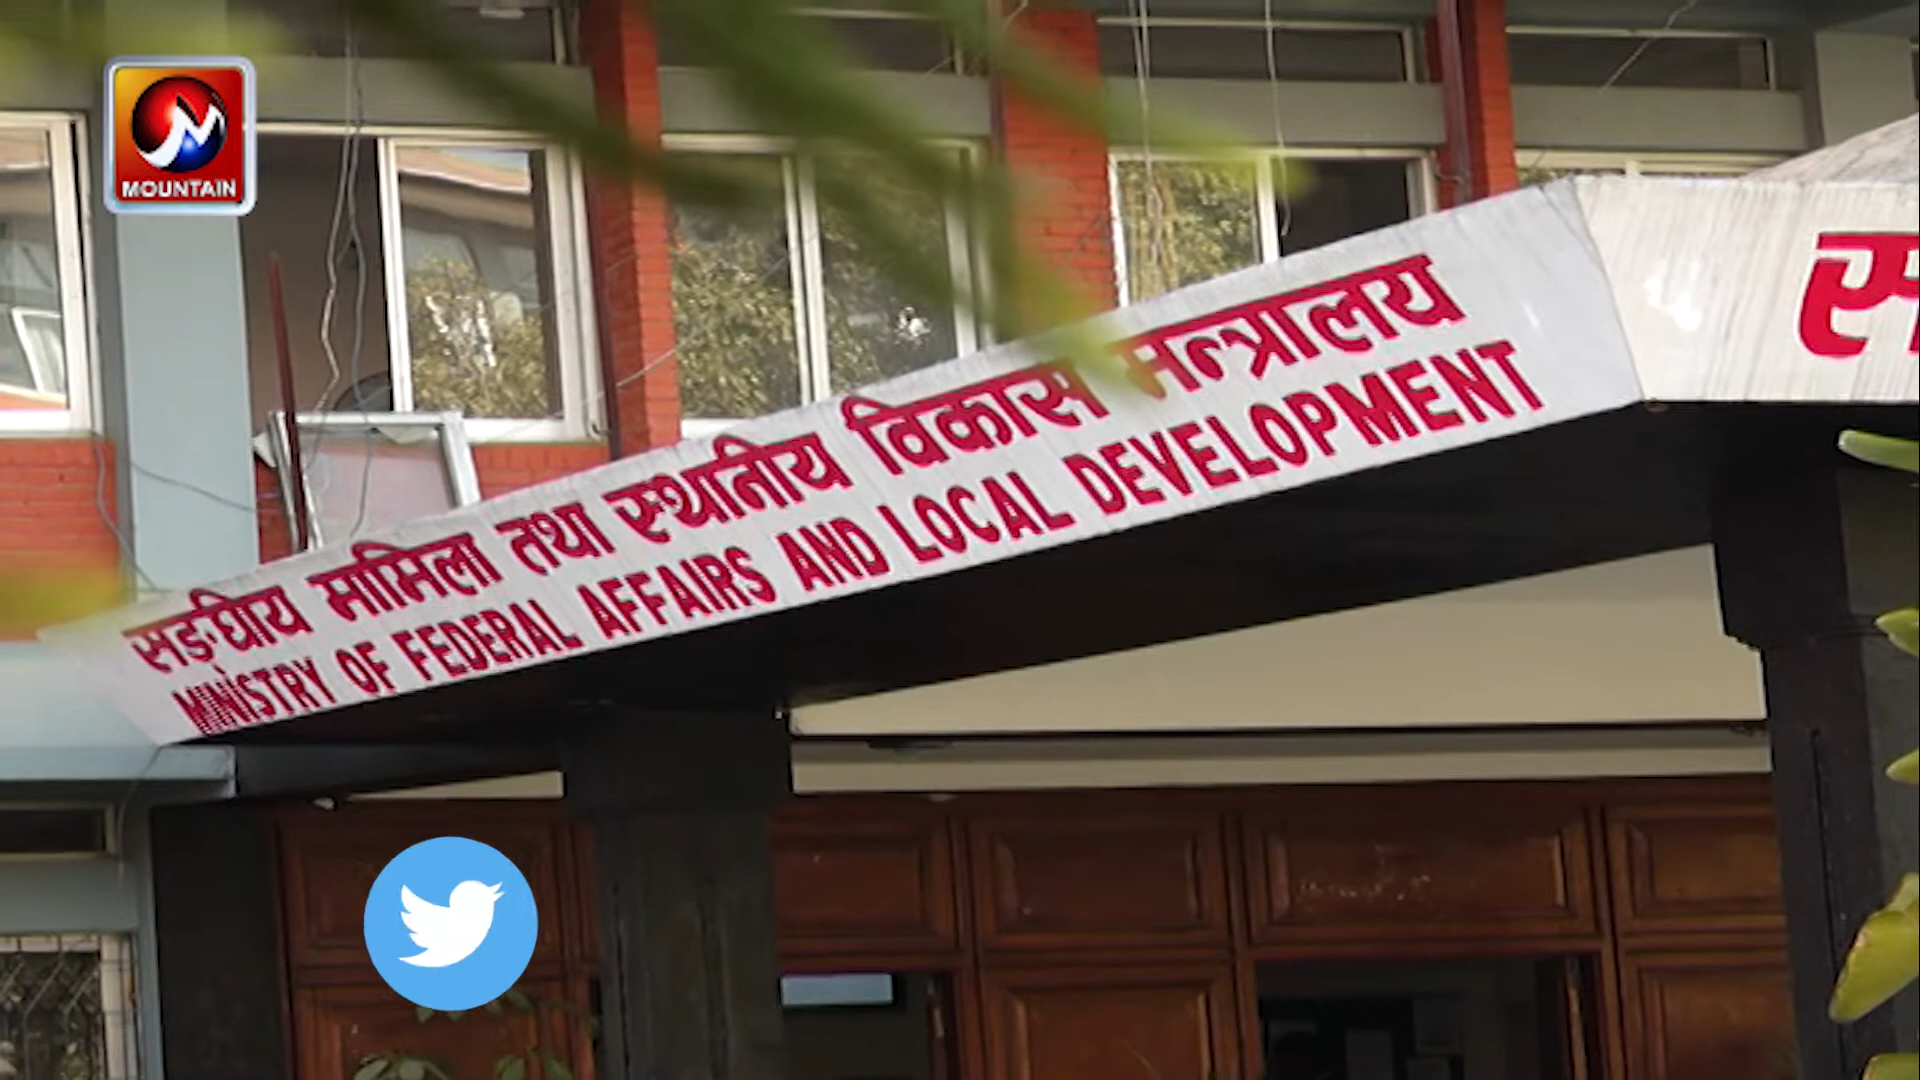 MOUNTAIN
सङ्घीय मामिला तथा स्थानीय विकास मन्त्रालय
MINISTRY OF FEDERAL AFFAIRS AND LOCAL DEVELOPMENT
स